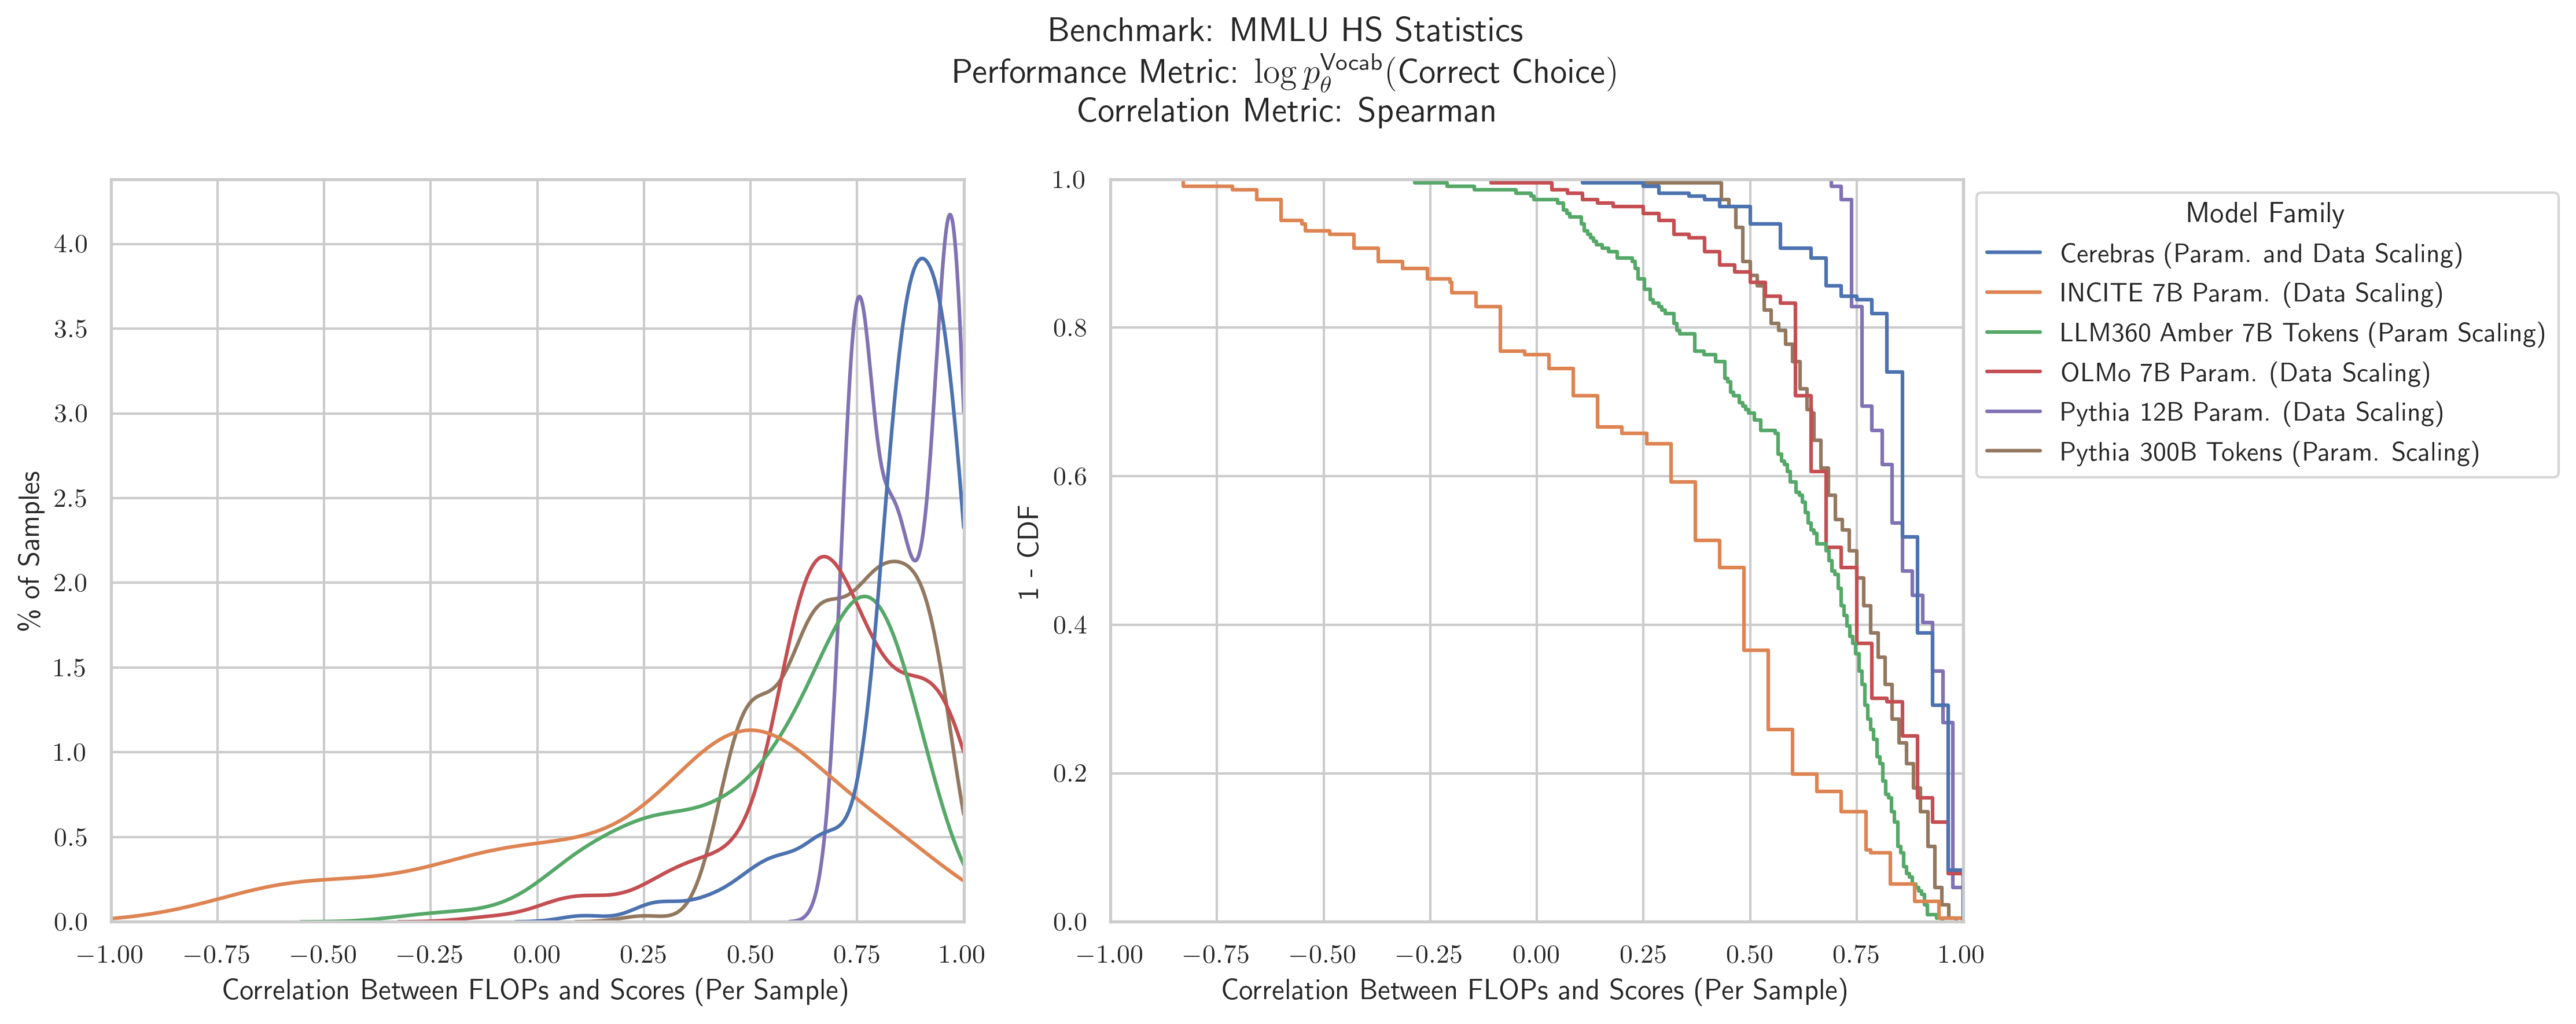 Benchmark: MMLU HS Statistics
Performance Metric: log p_θ^Vocab(Correct Choice)
Correlation Metric: Spearman
% of Samples
4.0
3.5
3.0
2.5
2.0
1.5
1.0
0.5
0.0
−1.00 −0.75 −0.50 −0.25 0.00 0.25 0.50 0.75 1.00
Correlation Between FLOPs and Scores (Per Sample)
1 - CDF
1.0
0.8
0.6
0.4
0.2
0.0
−1.00 −0.75 −0.50 −0.25 0.00 0.25 0.50 0.75 1.00
Correlation Between FLOPs and Scores (Per Sample)
Model Family
Cerebras (Param. and Data Scaling)
INCITE 7B Param. (Data Scaling)
LLM360 Amber 7B Tokens (Param Scaling)
OLMo 7B Param. (Data Scaling)
Pythia 12B Param. (Data Scaling)
Pythia 300B Tokens (Param. Scaling)